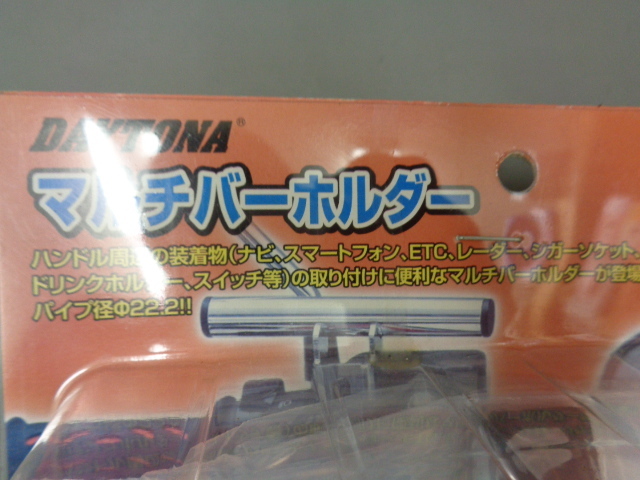 DAYTONA®
マルチバーホルダー
ハンドル周辺の装着物(ナビ、スマートフォン、ETC、レーダー、シガーソケット、
ドリンクホルダー、スイッチ等)の取り付けに便利なマルチバーホルダーが登場
パイプ径Φ22.2!!